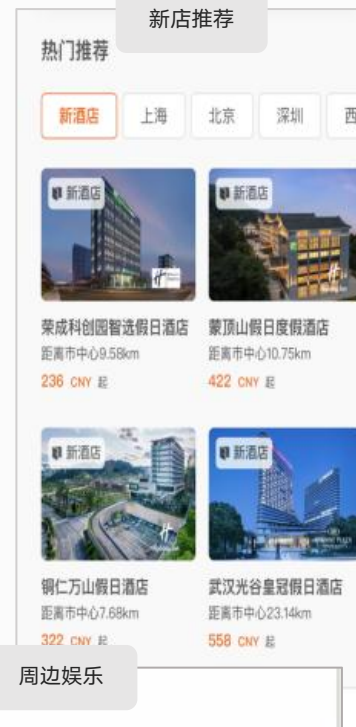 新店推荐
热门推荐
新酒店
上海
北京
深圳
西
新酒店
新酒店
荣成科创园智选假日酒店
蒙顶山假日度假酒店
距离市中心9.58km
距离市中心10.75km
236 CNY 起
422 CNY 起
新酒店
新酒店
铜仁万山假日酒店
武汉光谷皇冠假日酒店
距离市中心7.68km
距离市中心23.14km
322 CNY 起
558 CNY 起
周边娱乐